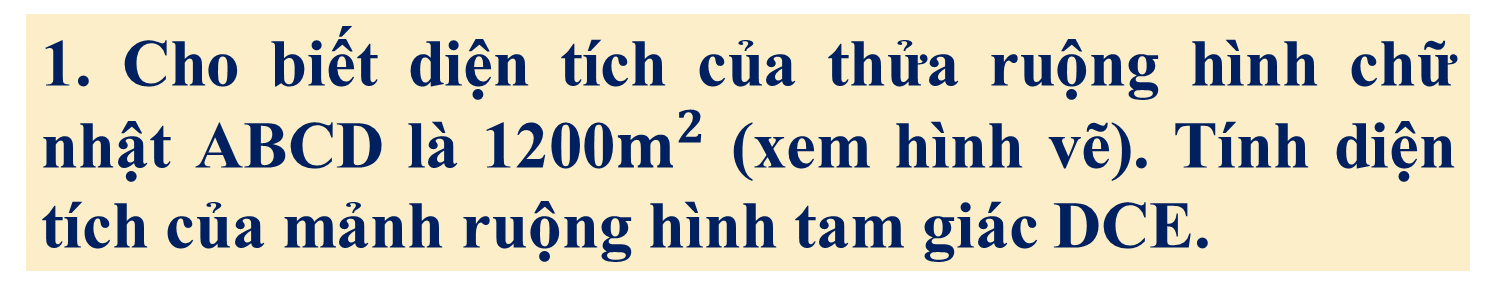 1. Cho biết diện tích của thửa ruộng hình chữ
nhật ABCD là 1200m² (xem hình vẽ). Tính diện
tích của mảnh ruộng hình tam giác DCE.